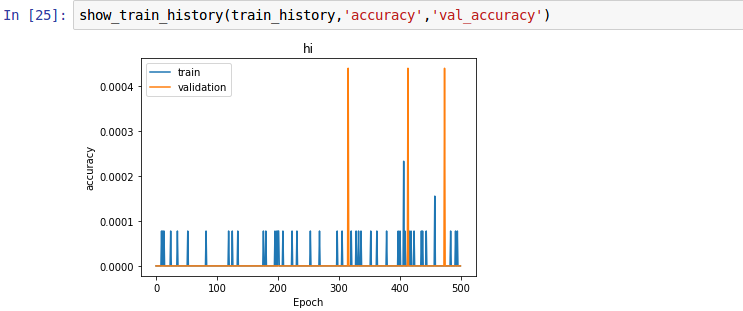 In [25]: show_train_history(train_history,'accuracy','val_accuracy')
hi
train
validation
0.0004
0.0003
0.0002
0.0001
0.0000
accuracy
0 100 200 300 400 500
Epoch